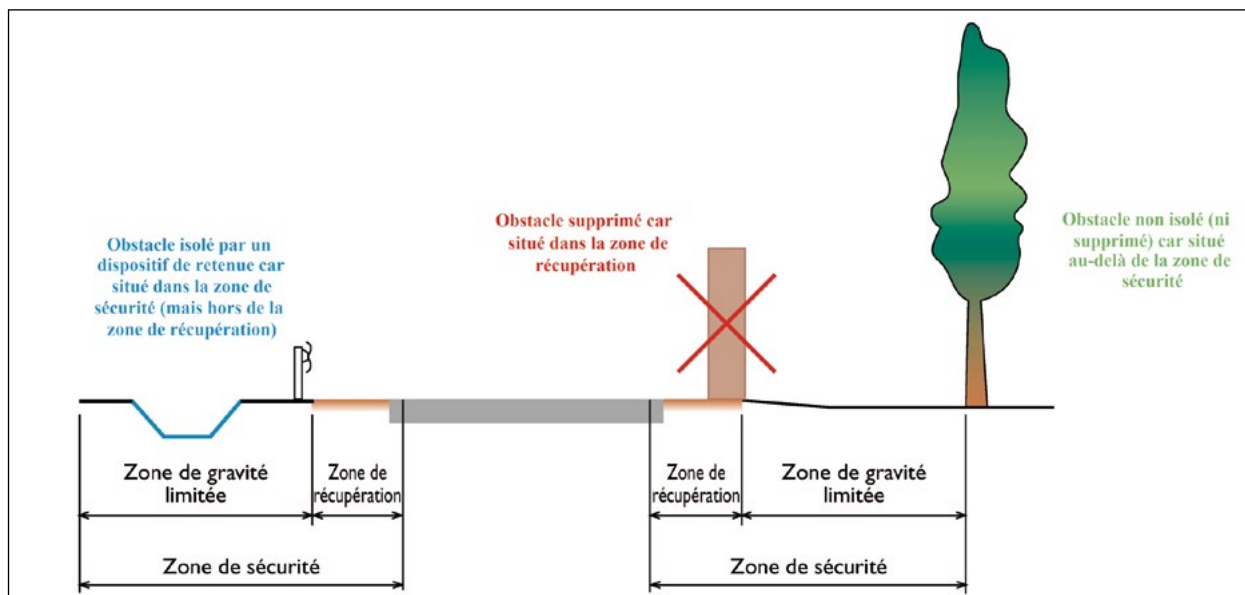 Obstacle isolé par un
dispositif de retenue car
situé dans la zone de
sécurité (mais hors de la
zone de récupération)
Obstacle supprimé car
situé dans la zone de
récupération
Obstacle non isolé (ni
supprimé) car situé
au-delà de la zone de
sécurité
Zone de gravité
limitée
Zone de
récupération
Zone de
récupération
Zone de gravité
limitée
Zone de sécurité
Zone de sécurité